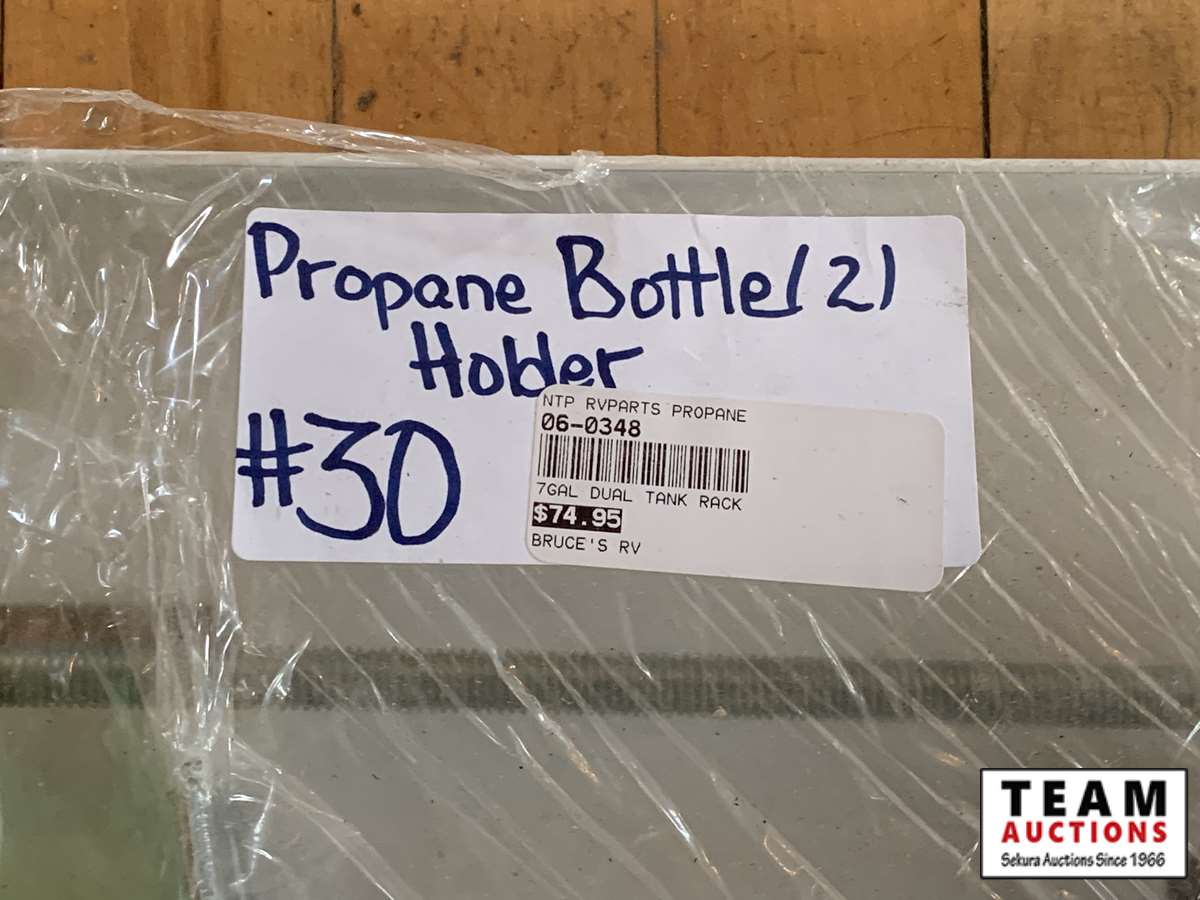 Propane Bottle (2)
Holder
#30
NTP RVPARTS PROPANE
06-0348
7GAL DUAL TANK RACK
$74.95
BRUCE'S RV
TEAM
AUCTIONS
Sekura Auctions Since 1966